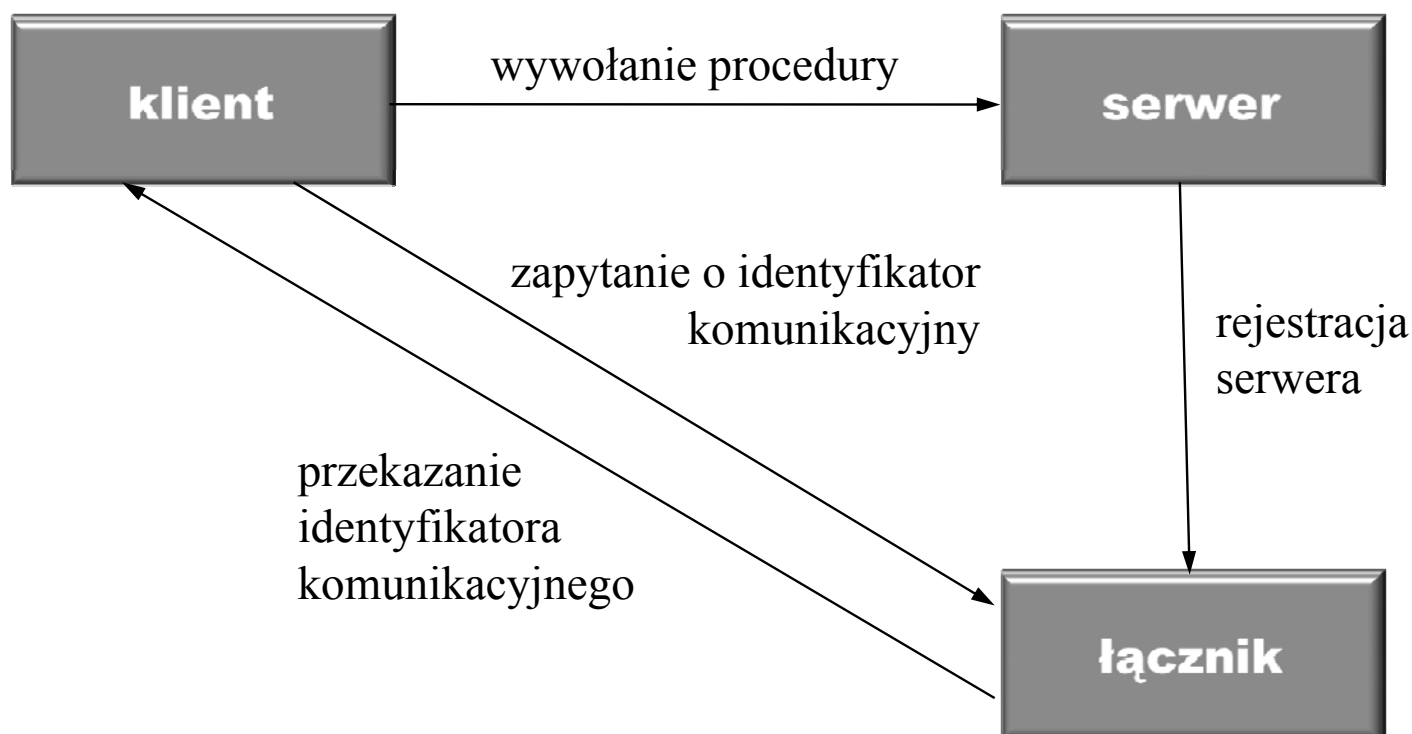 klient
wywołanie procedury
serwer
zapytanie o identyfikator
komunikacyjny
rejestracja
serwera
przekazanie
identyfikatora
komunikacyjnego
łącznik